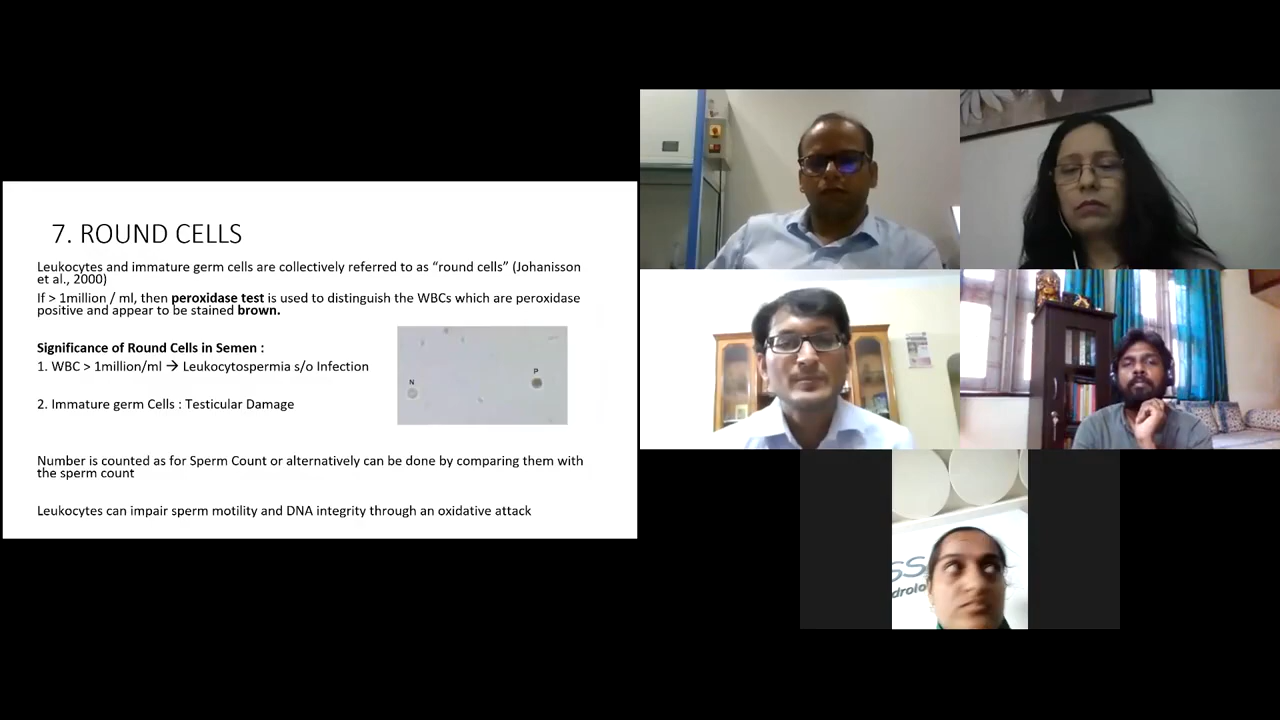 7. ROUND CELLS
Leukocytes and immature germ cells are collectively referred to as “round cells” (Johanisson
et al., 2000)
If > 1million / ml, then peroxidase test is used to distinguish the WBCs which are peroxidase
positive and appear to be stained brown.
Significance of Round Cells in Semen :
1. WBC > 1million/ml → Leukocytospermia s/o Infection
N
P
2. Immature germ Cells : Testicular Damage
Number is counted as for Sperm Count or alternatively can be done by comparing them with
the sperm count
Leukocytes can impair sperm motility and DNA integrity through an oxidative attack
ss
drolo